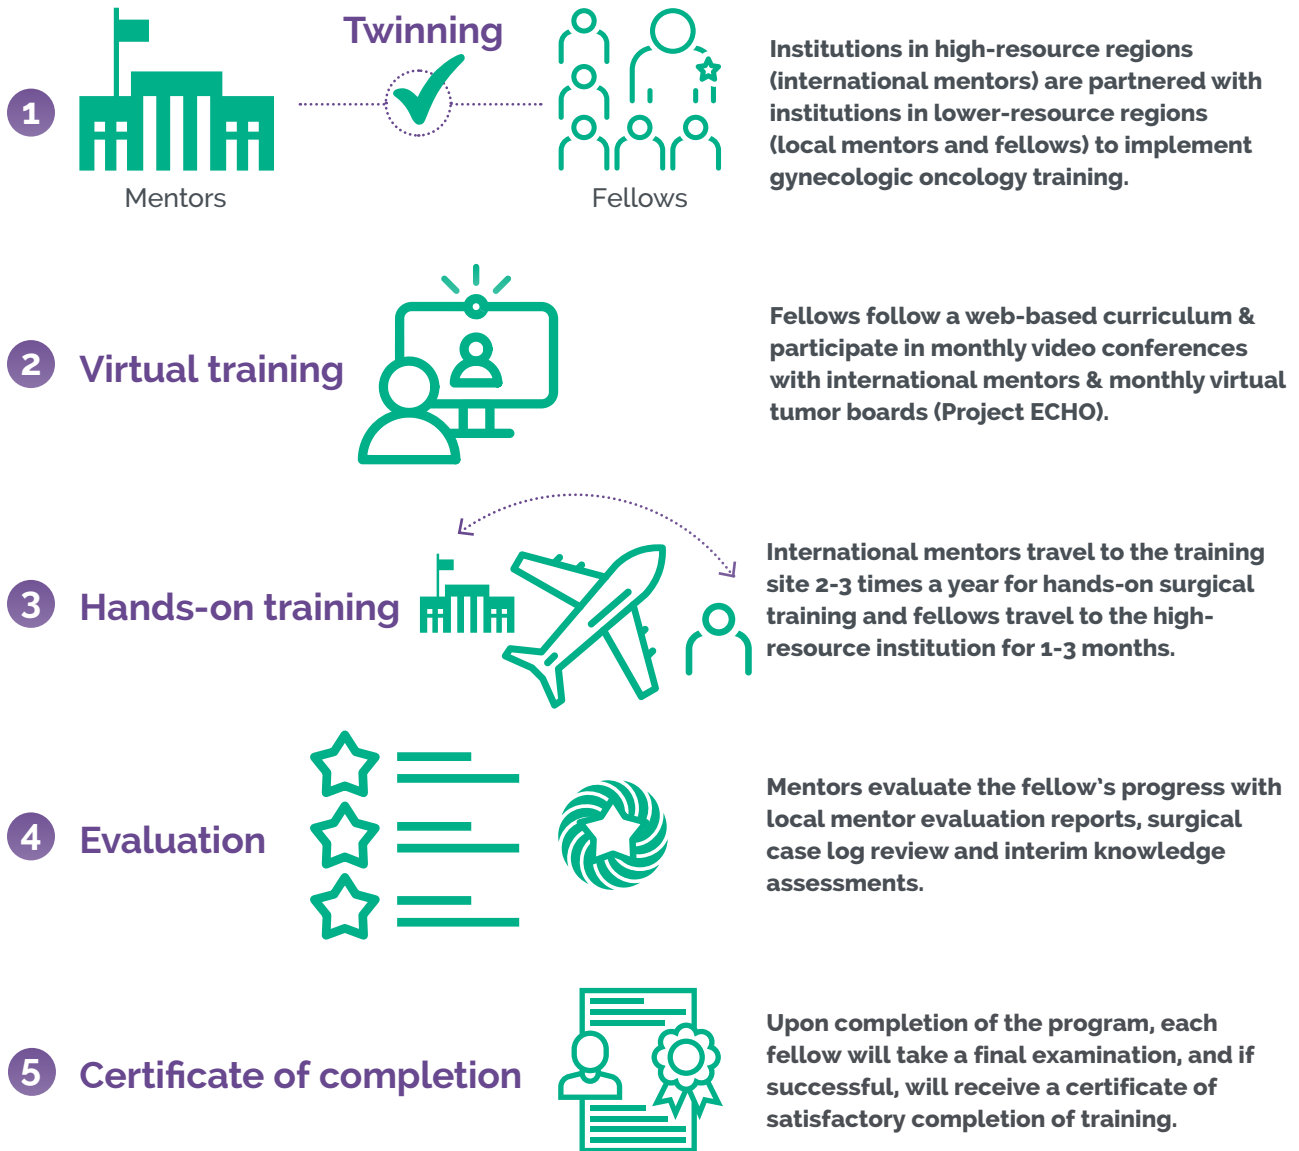 1
Twinning
Mentors
Fellows
Institutions in high-resource regions
(international mentors) are partnered with
institutions in lower-resource regions
(local mentors and fellows) to implement
gynecologic oncology training.
2
Virtual training
Fellows follow a web-based curriculum &
participate in monthly video conferences
with international mentors & monthly virtual
tumor boards (Project ECHO).
3
Hands-on training
International mentors travel to the training
site 2-3 times a year for hands-on surgical
training and fellows travel to the high-
resource institution for 1-3 months.
4
Evaluation
Mentors evaluate the fellow‛s progress with
local mentor evaluation reports, surgical
case log review and interim knowledge
assessments.
5
Certificate of completion
Upon completion of the program, each
fellow will take a final examination, and if
successful, will receive a certificate of
satisfactory completion of training.